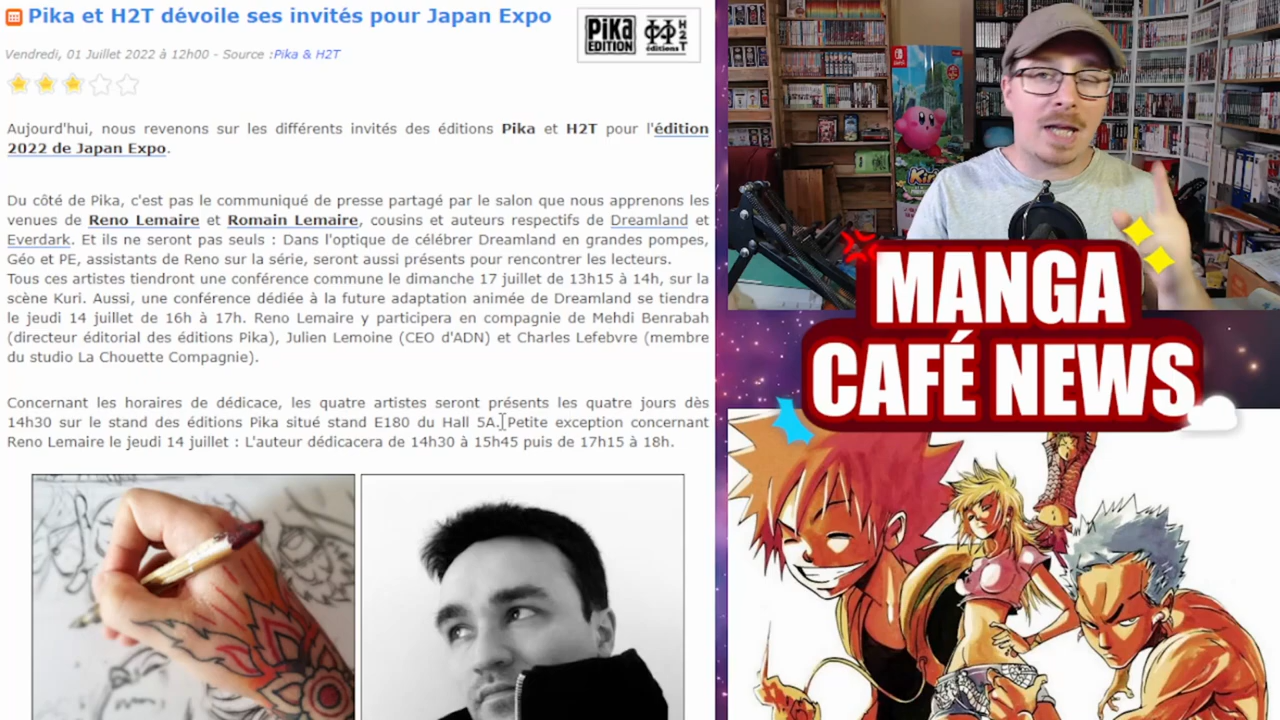 Pika et H2T dévoile ses invités pour Japan Expo
Vendredi, 01 Juillet 2022 à 12h00 - Source :Pika & H2T
PiKa
EDITION
H2T
éditions
Aujourd'hui, nous revenons sur les différents invités des éditions Pika et H2T pour l'édition
2022 de Japan Expo.
Du côté de Pika, c'est pas le communiqué de presse partagé par le salon que nous apprenons les
venues de Reno Lemaire et Romain Lemaire, cousins et auteurs respectifs de Dreamland et
Everdark. Et ils ne seront pas seuls : Dans l'optique de célébrer Dreamland en grandes pompes,
Géo et PE, assistants de Reno sur la série, seront aussi présents pour rencontrer les lecteurs.
Tous ces artistes tiendront une conférence commune le dimanche 17 juillet de 13h15 à 14h, sur la
scène Kuri. Aussi, une conférence dédiée à la future adaptation animée de Dreamland se tiendra
le jeudi 14 juillet de 16h à 17h. Reno Lemaire y participera en compagnie de Mehdi Benrabah
(directeur éditorial des éditions Pika), Julien Lemoine (CEO d'ADN) et Charles Lefebvre (membre
du studio La Chouette Compagnie).
Concernant les horaires de dédicace, les quatre artistes seront présents les quatre jours dès
14h30 sur le stand des éditions Pika situé stand E180 du Hall 5A. Petite exception concernant
Reno Lemaire le jeudi 14 juillet : L'auteur dédicacera de 14h30 à 15h45 puis de 17h15 à 18h.
MANGA
CAFÉ NEWS